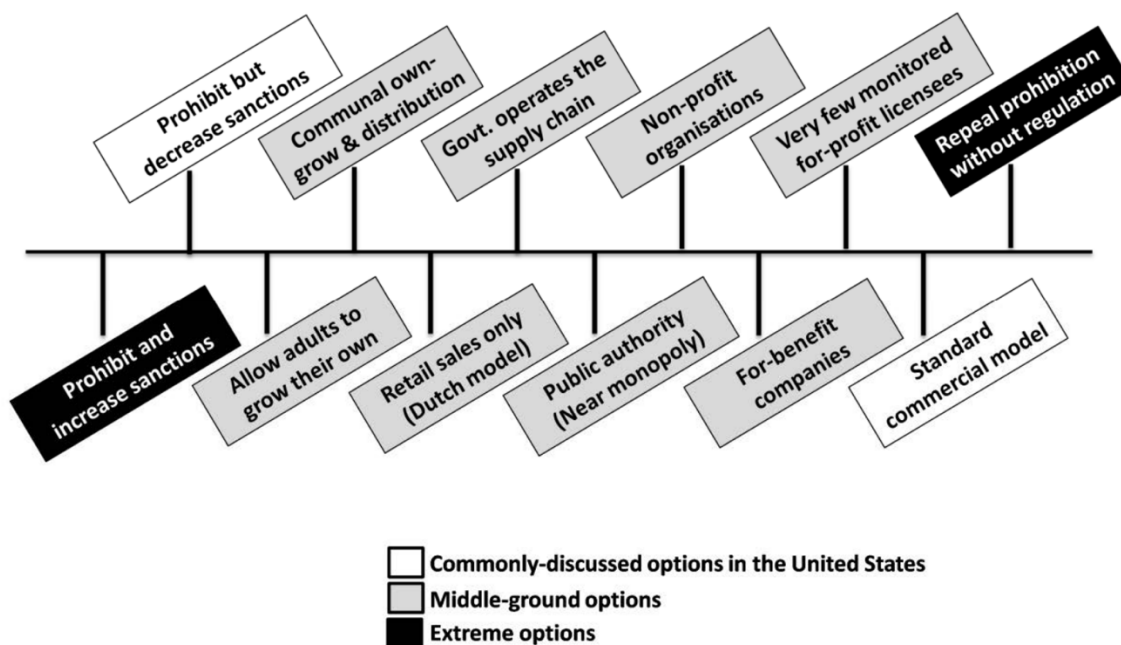 Prohibit but
decrease sanctions
Communal own-
grow & distribution
Govt. operates the
supply chain
Non-profit
organisations
Very few monitored
for-profit licensees
Repeal prohibition
without regulation
Prohibit and
increase sanctions
Allow adults to
grow their own
Retail sales only
(Dutch model)
Public authority
(Near monopoly)
For-benefit
companies
Standard
commercial model
Commonly-discussed options in the United States
Middle-ground options
Extreme options